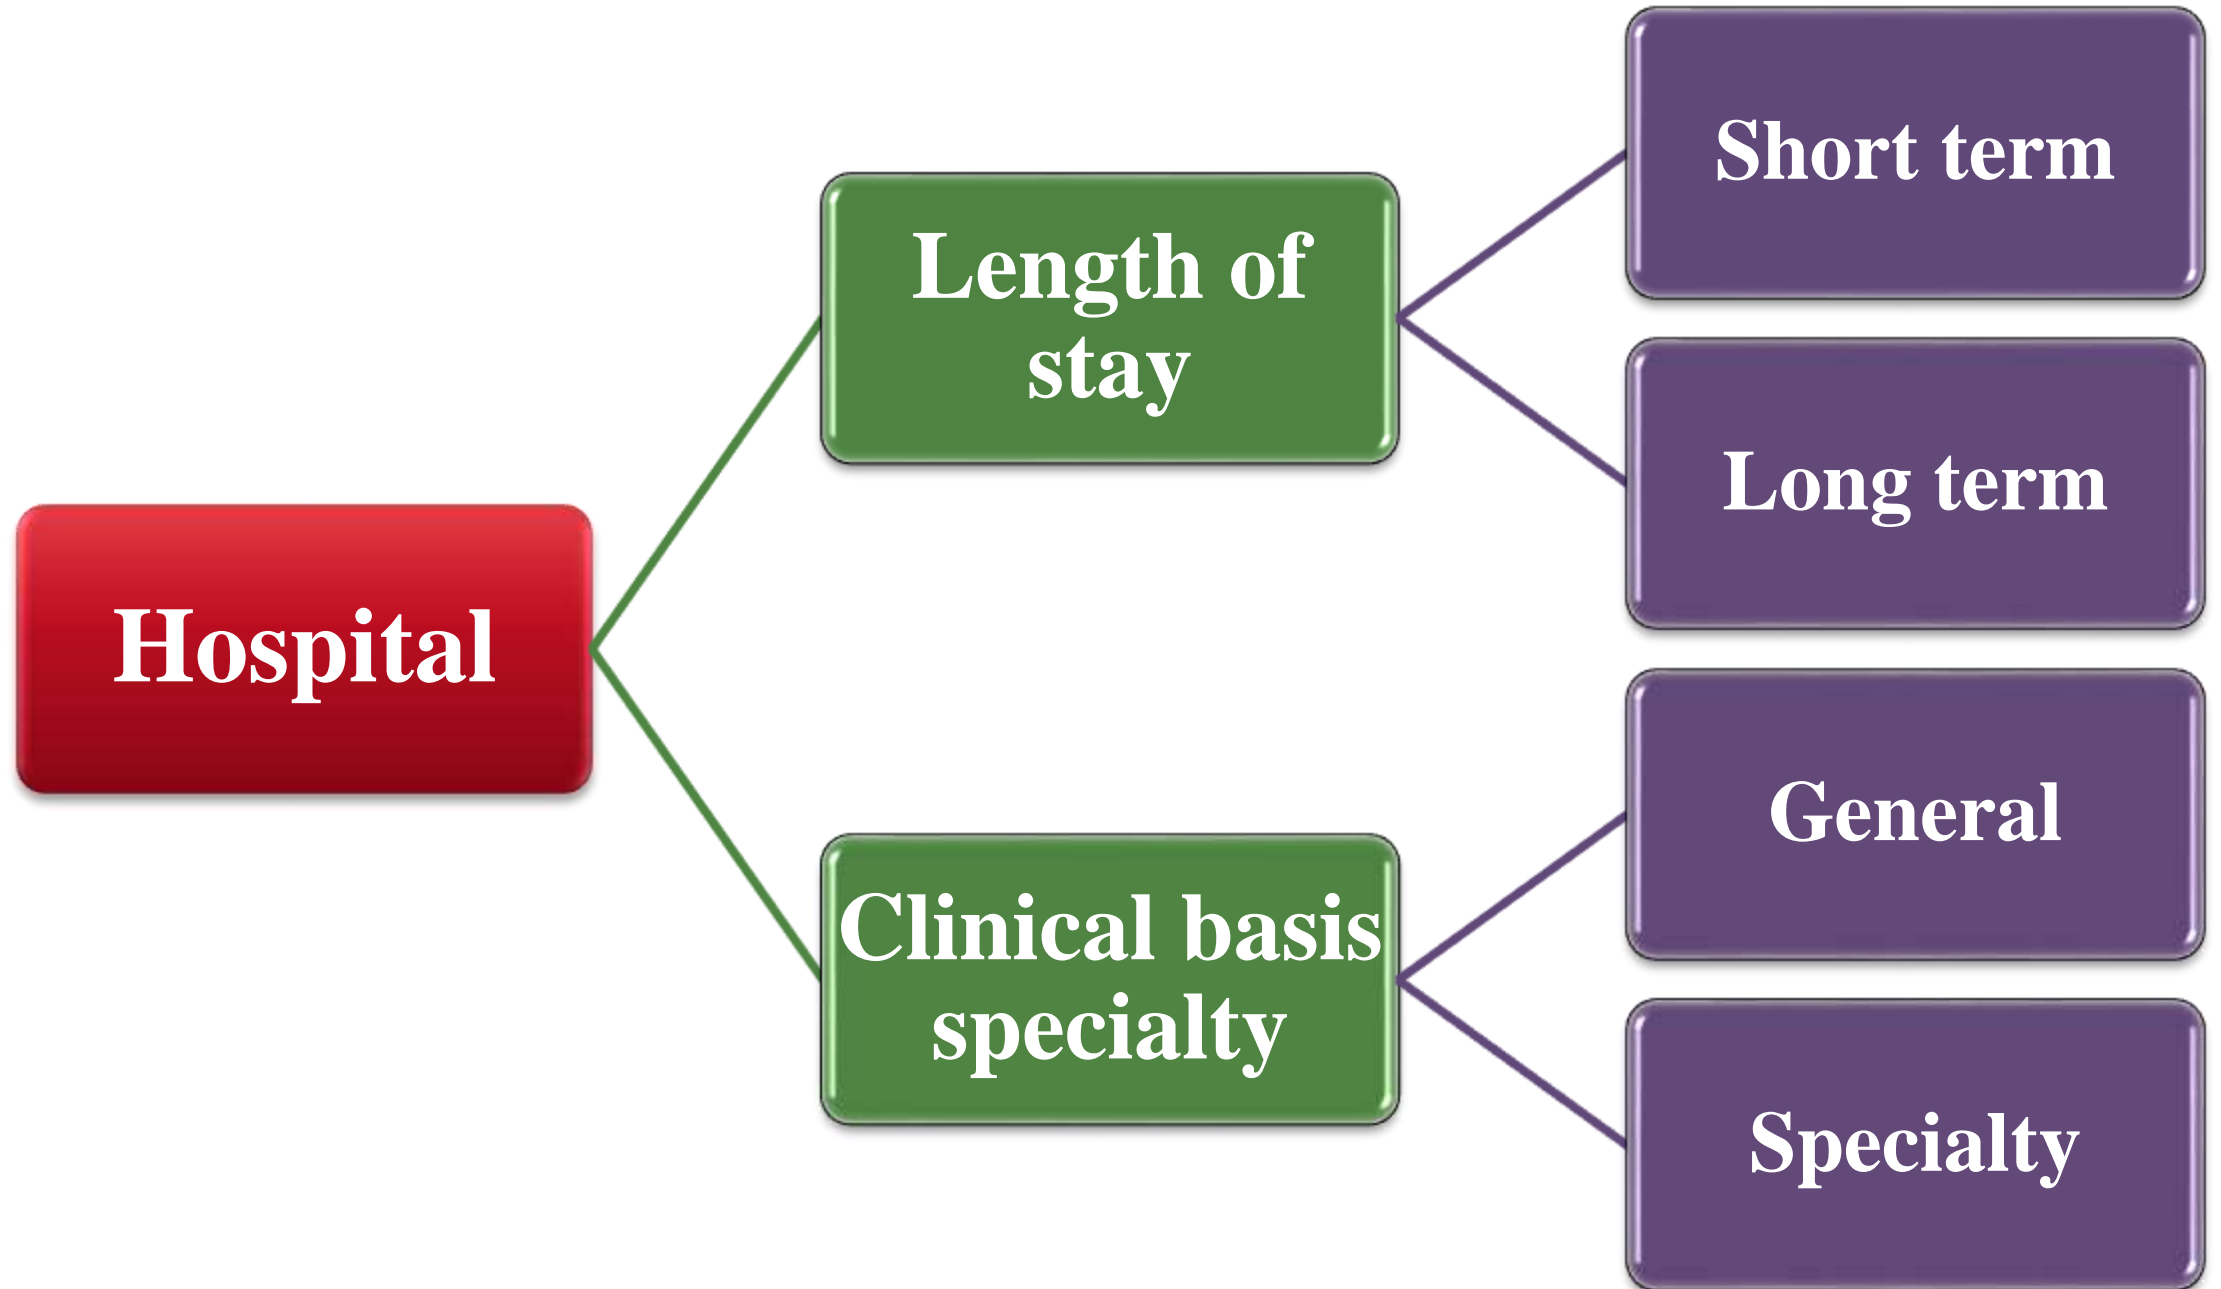 Hospital
Length of
stay
Short term
Long term
Clinical basis
specialty
General
Specialty